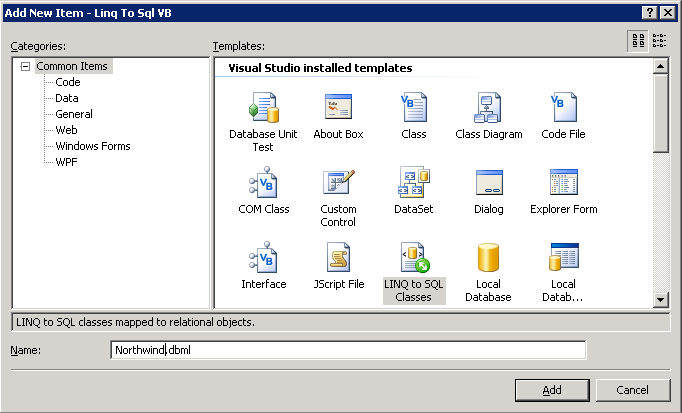 Add New Item - Linq To Sql VB
Categories:
Templates:
Common Items
Code
Data
General
Web
Windows Forms
WPF
Visual Studio installed templates
Database Unit
Test
About Box
Class
Class Diagram
Code File
COM Class
Custom
Control
DataSet
Dialog
Explorer Form
Interface
JScript File
LINQ to SQL
Classes
Local
Database
Local
Datab...
LINQ to SQL classes mapped to relational objects.
Name:
Northwind.dbml
Add
Cancel